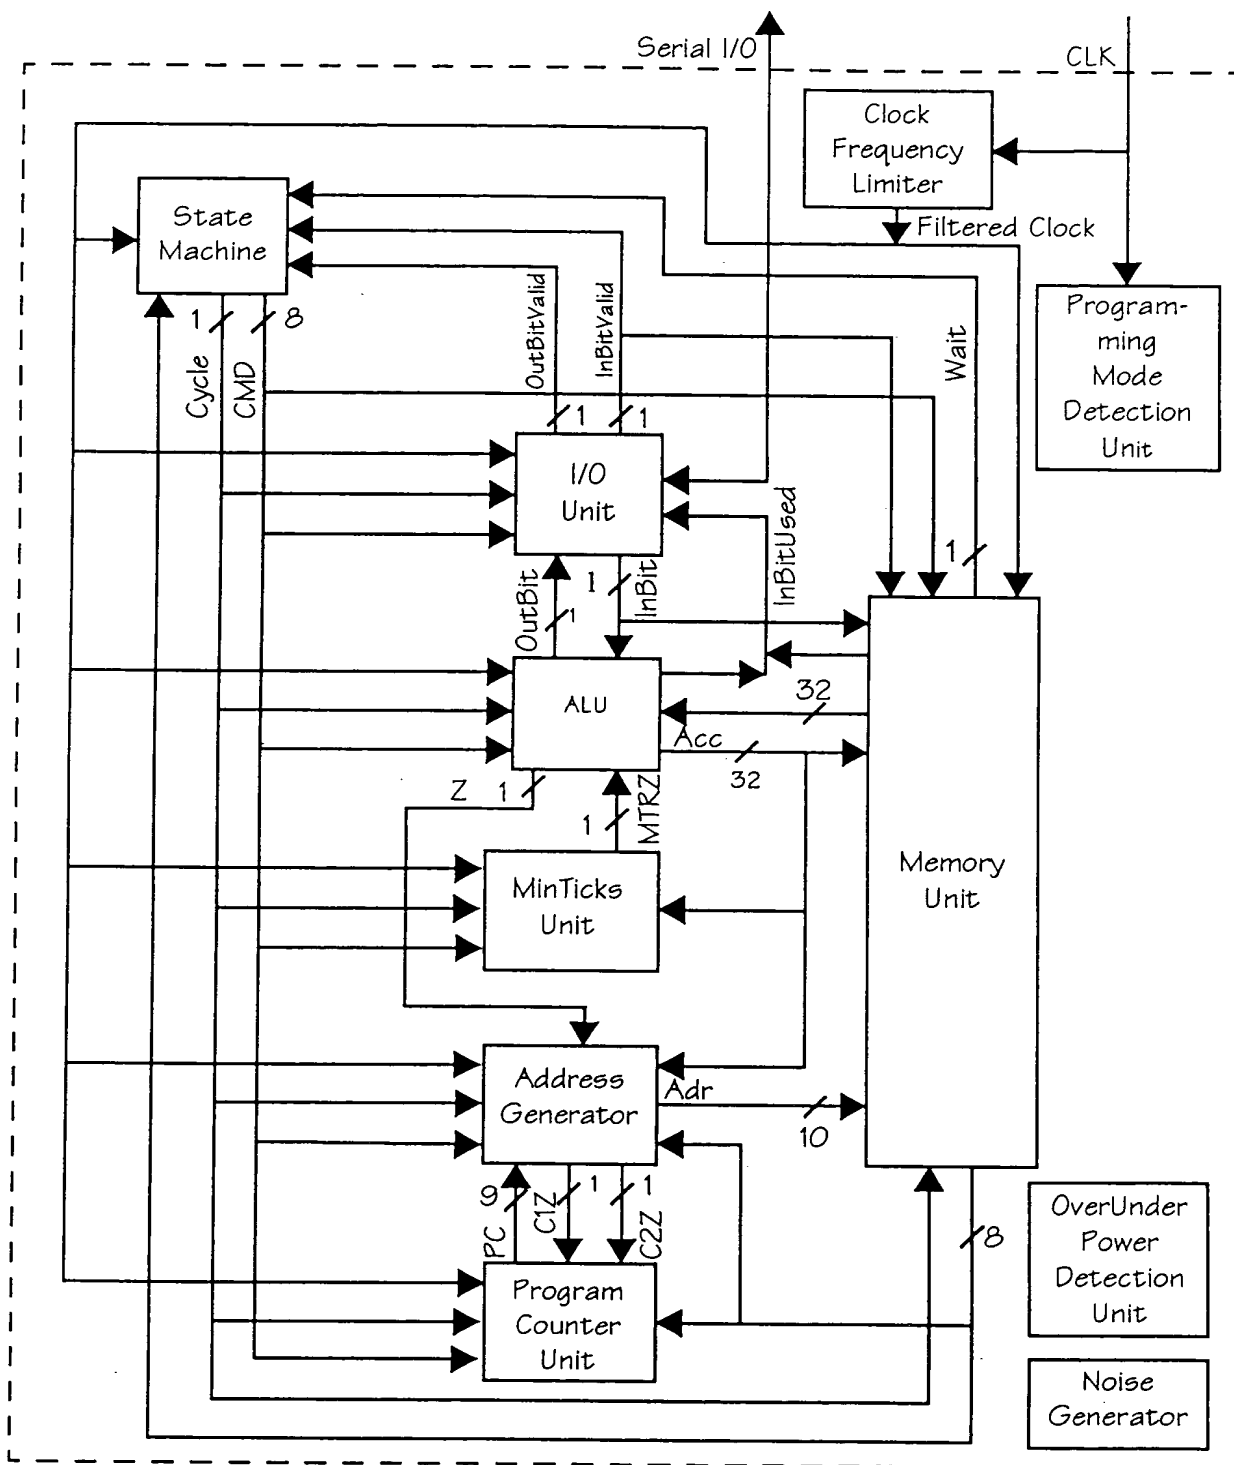 Serial I/O
CLK
Clock
Frequency
Limiter
Filtered Clock
State
Machine
1
8
Cycle
CMD
OutBitValid
InBitValid
Wait
Program-
ming
Mode
Detection
Unit
1
1
I/O
Unit
1
InBitUsed
OutBit
1
1
InBit
ALU
32
Acc
32
Z
1
1
MTRZ
MinTicks
Unit
Memory
Unit
Address
Generator
Adr
10
9
PC
C1Z
1
1
C2Z
8
Program
Counter
Unit
OverUnder
Power
Detection
Unit
Noise
Generator